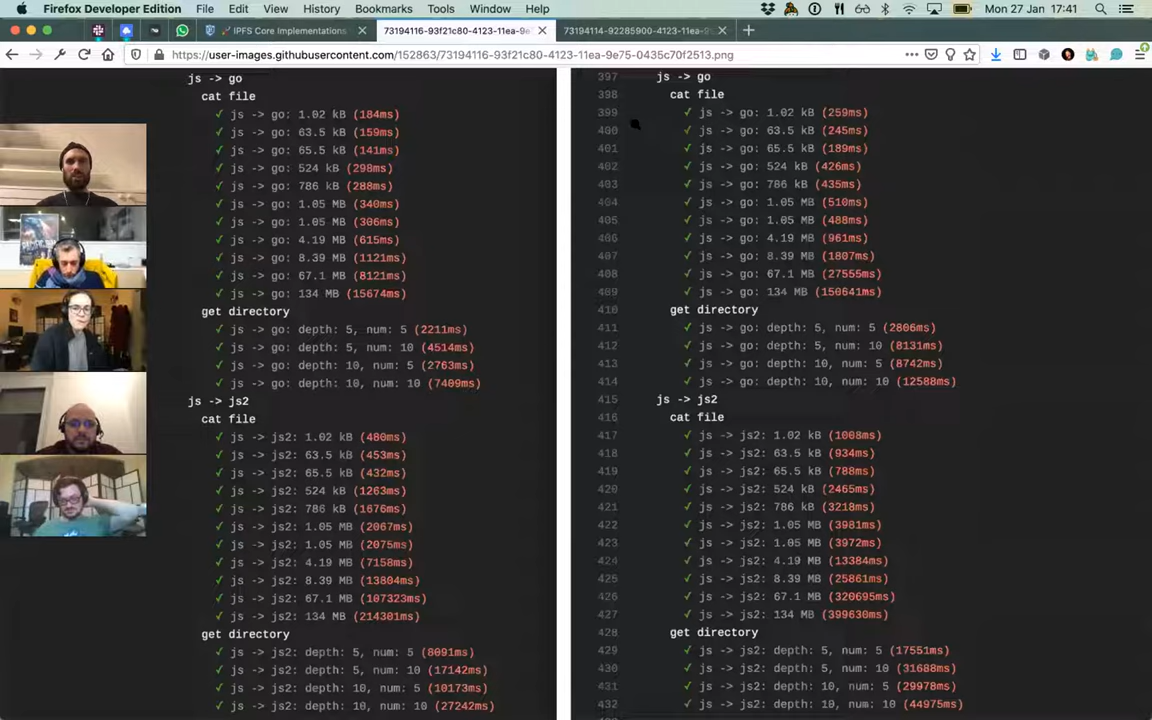 Firefox Developer Edition File Edit View History Bookmarks Tools Window Help Mon 27 Jan 17:41
IPFS Core Implementations
73194116-93f21c80-4123-11ea-9e
73194114-92285900-4123-11ea-9
https://user-images.githubusercontent.com/152863/73194116-93f21c80-4123-11ea-9e75-0435c70f2513.png
js -> go
cat file
✓ js -> go: 1.02 kB (184ms)
✓ js -> go: 63.5 kB (159ms)
✓ js -> go: 65.5 kB (141ms)
✓ js -> go: 524 kB (298ms)
✓ js -> go: 786 kB (288ms)
✓ js -> go: 1.05 MB (340ms)
✓ js -> go: 1.05 MB (306ms)
✓ js -> go: 4.19 MB (615ms)
✓ js -> go: 8.39 MB (1121ms)
✓ js -> go: 67.1 MB (8121ms)
✓ js -> go: 134 MB (15674ms)
get directory
✓ js -> go: depth: 5, num: 5 (2211ms)
✓ js -> go: depth: 5, num: 10 (4514ms)
✓ js -> go: depth: 10, num: 5 (2763ms)
✓ js -> go: depth: 10, num: 10 (7409ms)
js -> js2
cat file
✓ js -> js2: 1.02 kB (480ms)
✓ js -> js2: 63.5 kB (453ms)
✓ js -> js2: 65.5 kB (432ms)
✓ js -> js2: 524 kB (1263ms)
✓ js -> js2: 786 kB (1676ms)
✓ js -> js2: 1.05 MB (2067ms)
✓ js -> js2: 1.05 MB (2075ms)
✓ js -> js2: 4.19 MB (7158ms)
✓ js -> js2: 8.39 MB (13804ms)
✓ js -> js2: 67.1 MB (107323ms)
✓ js -> js2: 134 MB (214301ms)
get directory
✓ js -> js2: depth: 5, num: 5 (8091ms)
✓ js -> js2: depth: 5, num: 10 (17142ms)
✓ js -> js2: depth: 10, num: 5 (10173ms)
✓ js -> js2: depth: 10, num: 10 (27242ms)
397 js -> go
398 cat file
399 ✓ js -> go: 1.02 kB (259ms)
400 ✓ js -> go: 63.5 kB (245ms)
401 ✓ js -> go: 65.5 kB (189ms)
402 ✓ js -> go: 524 kB (426ms)
403 ✓ js -> go: 786 kB (435ms)
404 ✓ js -> go: 1.05 MB (510ms)
405 ✓ js -> go: 1.05 MB (488ms)
406 ✓ js -> go: 4.19 MB (961ms)
407 ✓ js -> go: 8.39 MB (1807ms)
408 ✓ js -> go: 67.1 MB (27555ms)
409 ✓ js -> go: 134 MB (150641ms)
410 get directory
411 ✓ js -> go: depth: 5, num: 5 (2806ms)
412 ✓ js -> go: depth: 5, num: 10 (8131ms)
413 ✓ js -> go: depth: 10, num: 5 (8742ms)
414 ✓ js -> go: depth: 10, num: 10 (12588ms)
415 js -> js2
416 cat file
417 ✓ js -> js2: 1.02 kB (1008ms)
418 ✓ js -> js2: 63.5 kB (934ms)
419 ✓ js -> js2: 65.5 kB (788ms)
420 ✓ js -> js2: 524 kB (2465ms)
421 ✓ js -> js2: 786 kB (3218ms)
422 ✓ js -> js2: 1.05 MB (3981ms)
423 ✓ js -> js2: 1.05 MB (3972ms)
424 ✓ js -> js2: 4.19 MB (13384ms)
425 ✓ js -> js2: 8.39 MB (25861ms)
426 ✓ js -> js2: 67.1 MB (320695ms)
427 ✓ js -> js2: 134 MB (399630ms)
428 get directory
429 ✓ js -> js2: depth: 5, num: 5 (17551ms)
430 ✓ js -> js2: depth: 5, num: 10 (31688ms)
431 ✓ js -> js2: depth: 10, num: 5 (29978ms)
432 ✓ js -> js2: depth: 10, num: 10 (44975ms)